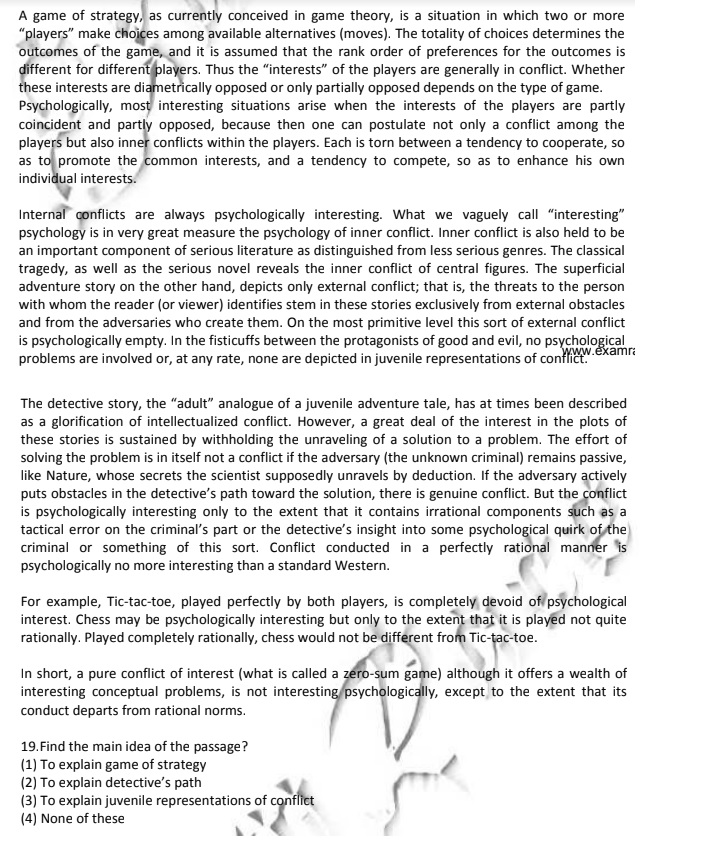 A game of strategy, as currently conceived in game theory, is a situation in which two or more
“players” make choices among available alternatives (moves). The totality of choices determines the
outcomes of the game, and it is assumed that the rank order of preferences for the outcomes is
different for different players. Thus the “interests” of the players are generally in conflict. Whether
these interests are diametrically opposed or only partially opposed depends on the type of game.
Psychologically, most interesting situations arise when the interests of the players are partly
coincident and partly opposed, because then one can postulate not only a conflict among the
players but also inner conflicts within the players. Each is torn between a tendency to cooperate, so
as to promote the common interests, and a tendency to compete, so as to enhance his own
individual interests.
Internal conflicts are always psychologically interesting. What we vaguely call “interesting”
psychology is in very great measure the psychology of inner conflict. Inner conflict is also held to be
an important component of serious literature as distinguished from less serious genres. The classical
tragedy, as well as the serious novel reveals the inner conflict of central figures. The superficial
adventure story on the other hand, depicts only external conflict; that is, the threats to the person
with whom the reader (or viewer) identifies stem in these stories exclusively from external obstacles
and from the adversaries who create them. On the most primitive level this sort of external conflict
is psychologically empty. In the fisticuffs between the protagonists of good and evil, no psychological
problems are involved or, at any rate, none are depicted in juvenile representations of conflict.
www.examra
The detective story, the “adult” analogue of a juvenile adventure tale, has at times been described
as a glorification of intellectualized conflict. However, a great deal of the interest in the plots of
these stories is sustained by withholding the unraveling of a solution to a problem. The effort of
solving the problem is in itself not a conflict if the adversary (the unknown criminal) remains passive,
like Nature, whose secrets the scientist supposedly unravels by deduction. If the adversary actively
puts obstacles in the detective’s path toward the solution, there is genuine conflict. But the conflict
is psychologically interesting only to the extent that it contains irrational components such as a
tactical error on the criminal’s part or the detective’s insight into some psychological quirk of the
criminal or something of this sort. Conflict conducted in a perfectly rational manner is
psychologically no more interesting than a standard Western.
For example, Tic-tac-toe, played perfectly by both players, is completely devoid of psychological
interest. Chess may be psychologically interesting but only to the extent that it is played not quite
rationally. Played completely rationally, chess would not be different from Tic-tac-toe.
In short, a pure conflict of interest (what is called a zero-sum game) although it offers a wealth of
interesting conceptual problems, is not interesting psychologically, except to the extent that its
conduct departs from rational norms.
19.Find the main idea of the passage?
(1) To explain game of strategy
(2) To explain detective’s path
(3) To explain juvenile representations of conflict
(4) None of these